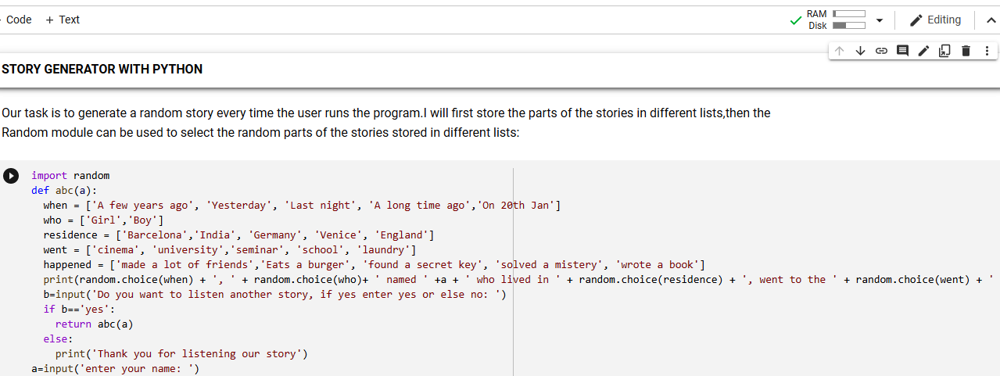 Code + Text RAM Disk Editing
STORY GENERATOR WITH PYTHON
Our task is to generate a random story every time the user runs the program.I will first store the parts of the stories in different lists,then the
Random module can be used to select the random parts of the stories stored in different lists:
import random
def abc(a):
  when = ['A few years ago', 'Yesterday', 'Last night', 'A long time ago','On 20th Jan']
  who = ['Girl','Boy']
  residence = ['Barcelona','India', 'Germany', 'Venice', 'England']
  went = ['cinema', 'university','seminar', 'school', 'laundry']
  happened = ['made a lot of friends','Eats a burger', 'found a secret key', 'solved a mistery', 'wrote a book']
  print(random.choice(when) + ', ' + random.choice(who)+ ' named ' +a + ' who lived in ' + random.choice(residence) + ', went to the ' + random.choice(went) + '
  b=input('Do you want to listen another story, if yes enter yes or else no: ')
  if b=='yes':
    return abc(a)
  else:
    print('Thank you for listening our story')
a=input('enter your name: ')